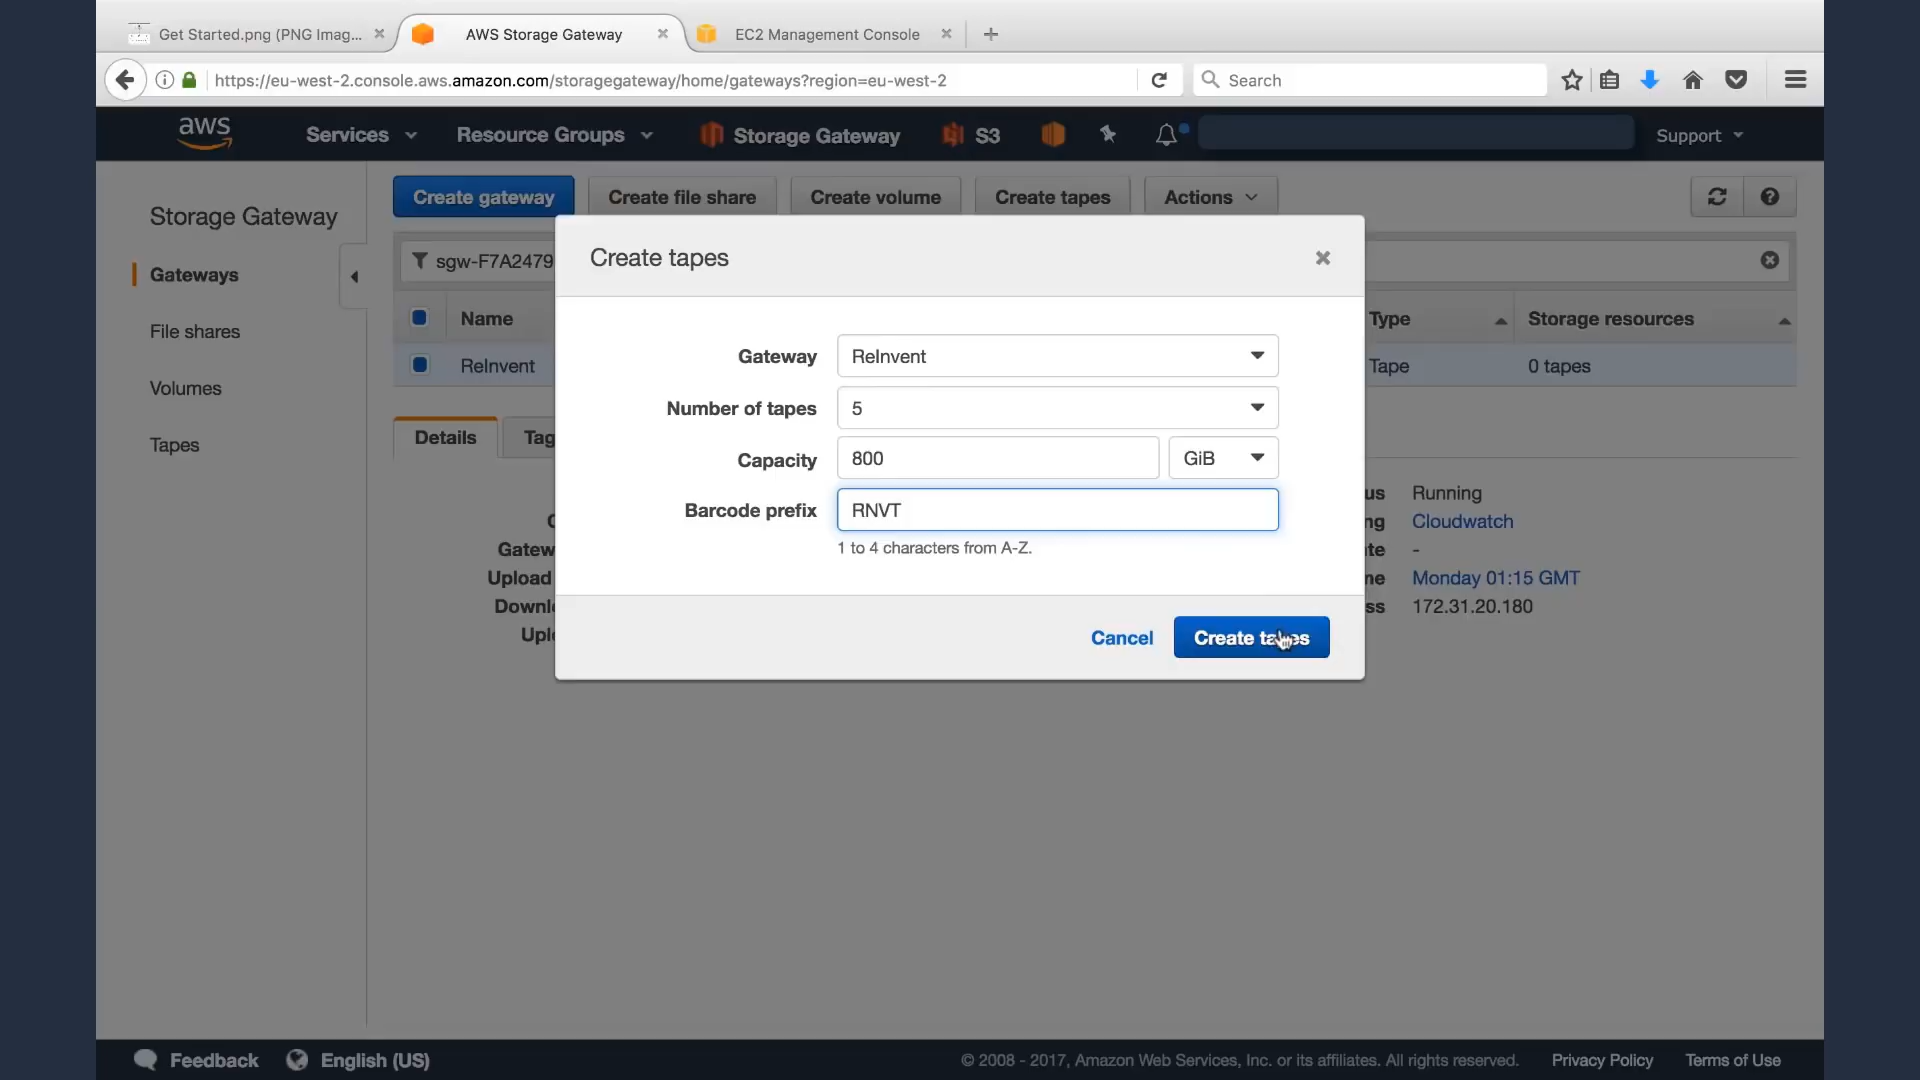 Get Started.png (PNG Imag...
AWS Storage Gateway
EC2 Management Console
https://eu-west-2.console.aws.amazon.com/storagegateway/home/gateways?region=eu-west-2
Search
aws
Services
Resource Groups
Storage Gateway
S3
Support
Storage Gateway
Gateways
File shares
Volumes
Tapes
Create gateway
Create file share
Create volume
Create tapes
Actions
sgw-F7A2479
Name
Type
Storage resources
ReInvent
Tape
0 tapes
Details
Tag
Create tapes
Gateway
ReInvent
Number of tapes
5
Capacity
800
GiB
Barcode prefix
RNVT
1 to 4 characters from A-Z.
Cancel
Create tapes
Gatew
Upload
Downl
us
Running
ng
Cloudwatch
te
-
me
Monday 01:15 GMT
ss
172.31.20.180
Feedback
English (US)
© 2008 - 2017, Amazon Web Services, Inc. or its affiliates. All rights reserved.
Privacy Policy
Terms of Use